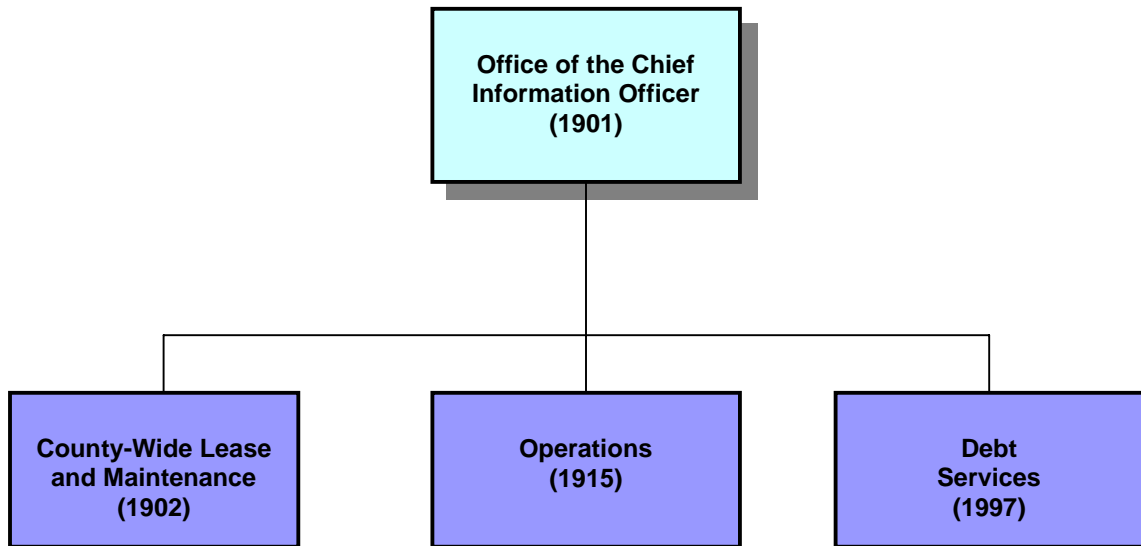 Office of the Chief
Information Officer
(1901)
County-Wide Lease
and Maintenance
(1902)
Operations
(1915)
Debt
Services
(1997)